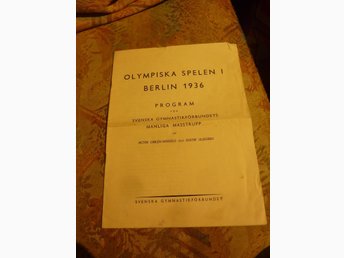 OLYMPISKA SPELEN I
BERLIN 1936
PROGRAM
SVENSKA GYMNASTIKFÖRBUNDETS
MANLIGA MASSTRUPP
SVENSKA GYMNASTIKFÖRBUNDET